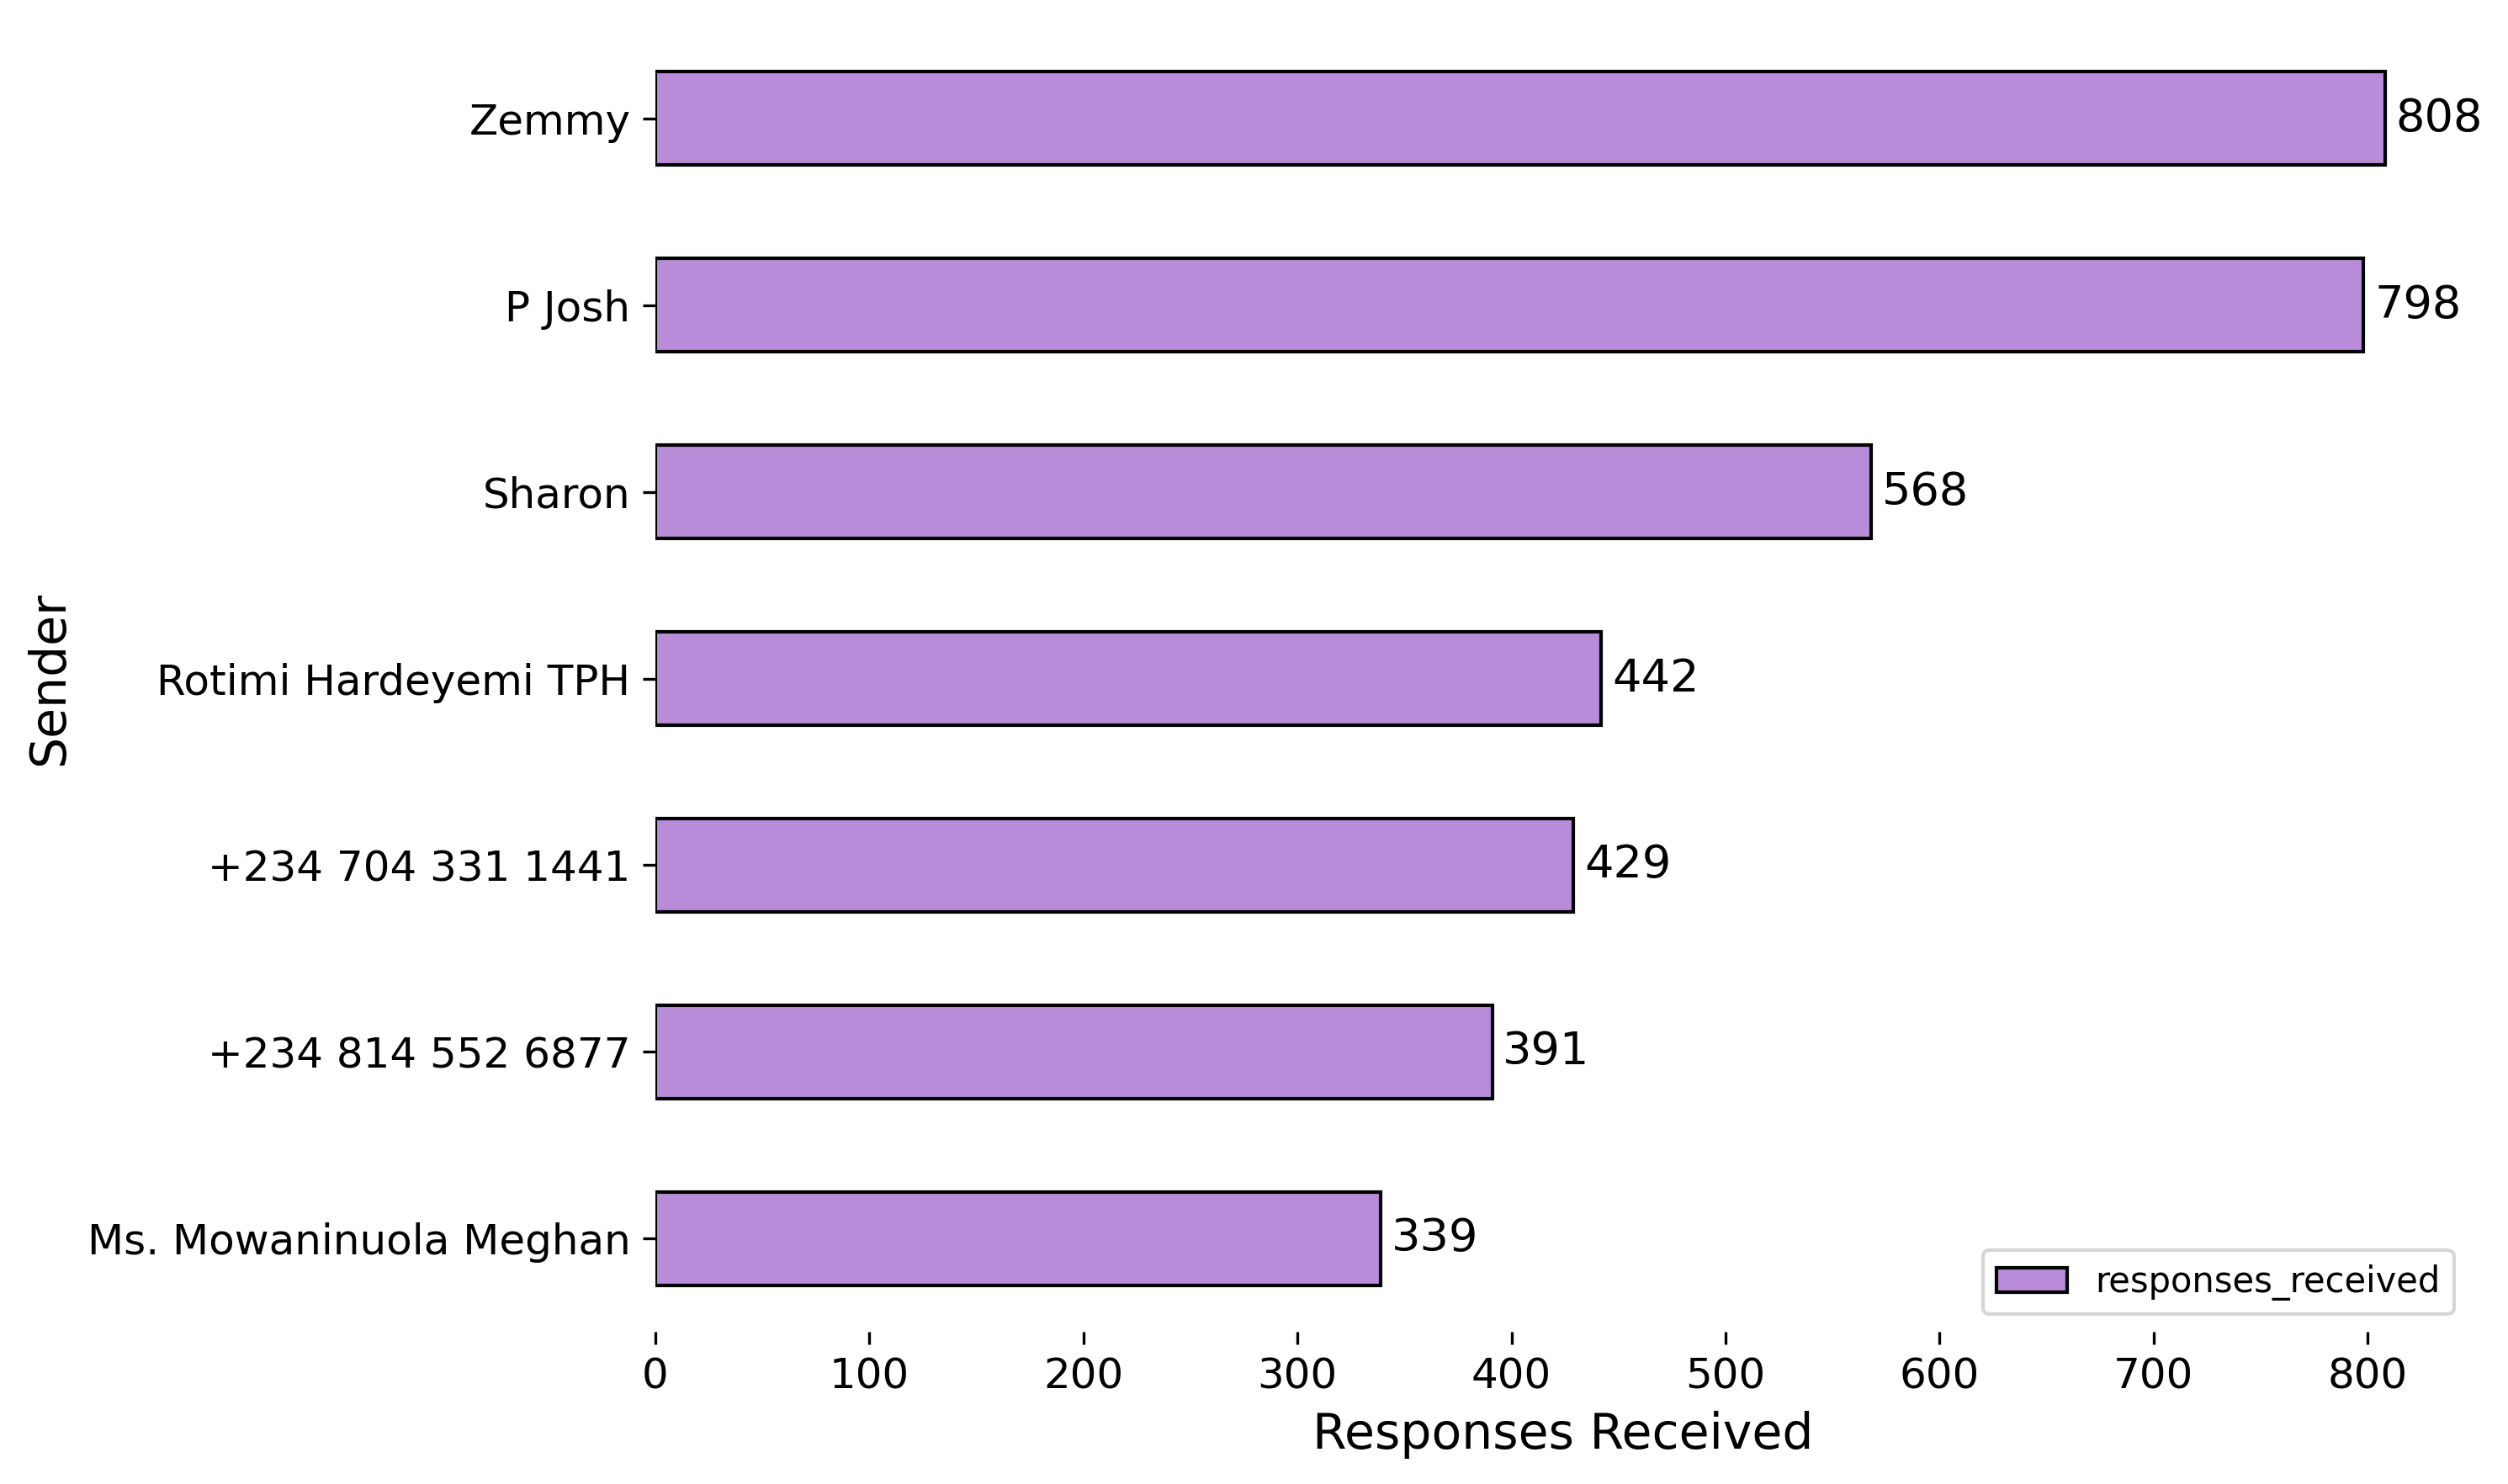 Zemmy
808
P Josh
798
Sharon
568
Sender
Rotimi Hardeyemi TPH
442
+234 704 331 1441
429
+234 814 552 6877
391
Ms. Mowaninuola Meghan
339
responses_received
0 100 200 300 400 500 600 700 800
Responses Received